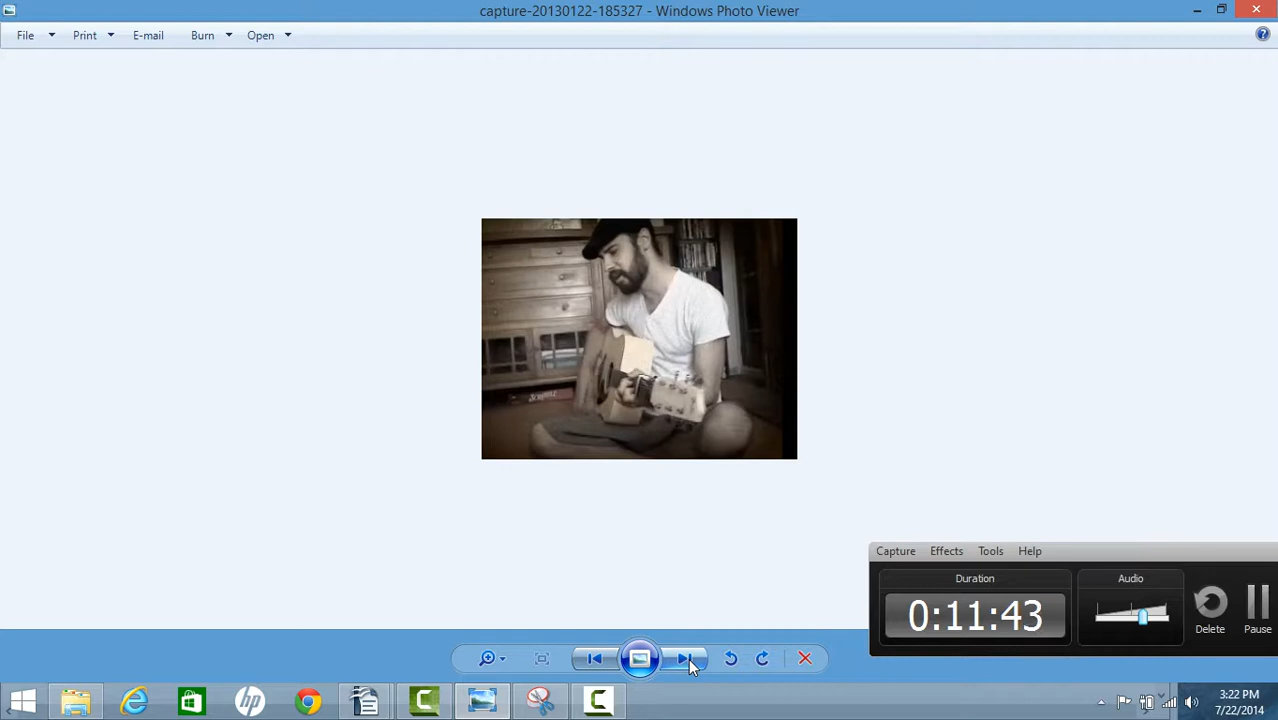 capture-20130122-185327 - Windows Photo Viewer
File Print E-mail Burn Open
Capture Effects Tools Help
Duration Audio
0:11:43
Delete Pause
hp
3:22 PM
7/22/2014